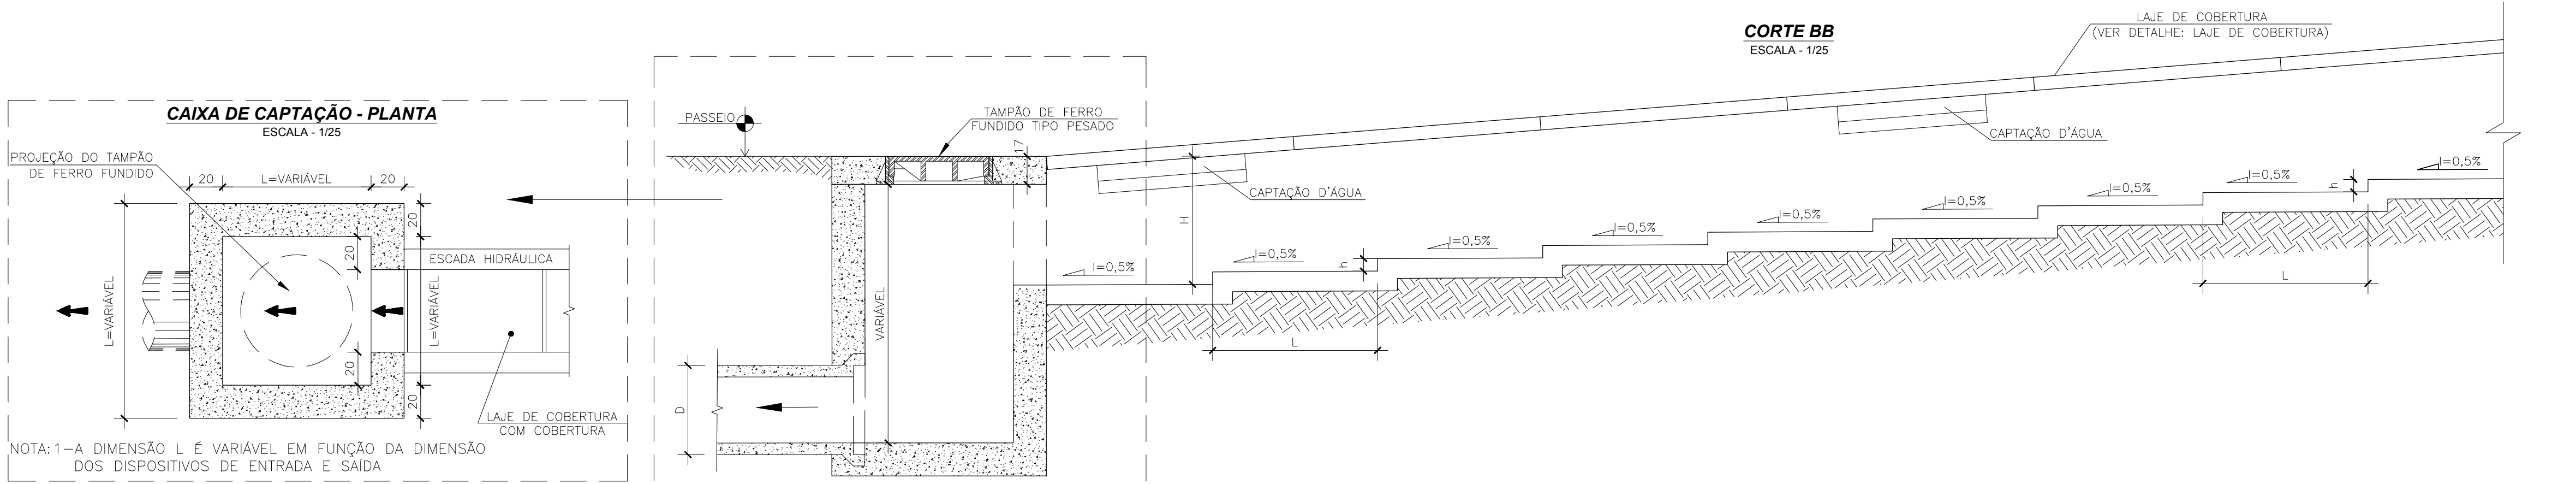 CAIXA DE CAPTAÇÃO - PLANTA
ESCALA - 1/25
PROJEÇÃO DO TAMPÃO
DE FERRO FUNDIDO
20
L=VARIÁVEL
20
20
20
L=VARIÁVEL
L=VARIÁVEL
20
20
ESCADA HIDRÁULICA
LAJE DE COBERTURA
COM COBERTURA
NOTA: 1-A DIMENSÃO L É VARIÁVEL EM FUNÇÃO DA DIMENSÃO
DOS DISPOSITIVOS DE ENTRADA E SAÍDA
CORTE BB
ESCALA - 1/25
LAJE DE COBERTURA
(VER DETALHE: LAJE DE COBERTURA)
PASSEIO
TAMPÃO DE FERRO
FUNDIDO TIPO PESADO
17
CAPTAÇÃO D'ÁGUA
CAPTAÇÃO D'ÁGUA
H
VARIÁVEL
D
I=0,5%
I=0,5%
h
I=0,5%
I=0,5%
I=0,5%
I=0,5%
I=0,5%
I=0,5%
h
I=0,5%
L
L